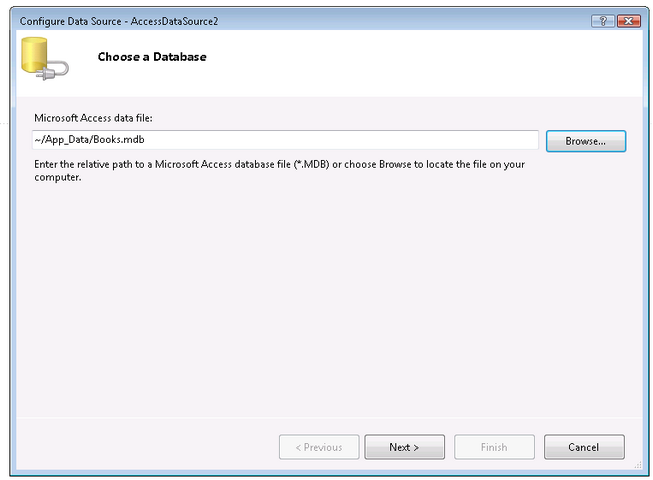 Configure Data Source - AccessDataSource2
Choose a Database
Microsoft Access data file:
~/App_Data/Books.mdb
Browse...
Enter the relative path to a Microsoft Access database file (*.MDB) or choose Browse to locate the file on your
computer.
< Previous
Next >
Finish
Cancel